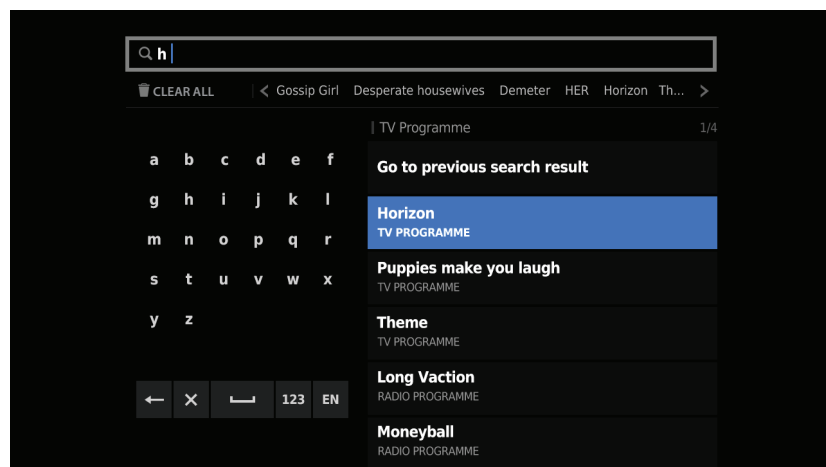 h
CLEAR ALL Gossip Girl Desperate housewives Demeter HER Horizon Th...
TV Programme 1/4
a b c d e f
g h i j k l
m n o p q r
s t u v w x
y z
123 EN
Go to previous search result
Horizon
TV PROGRAMME
Puppies make you laugh
TV PROGRAMME
Theme
TV PROGRAMME
Long Vaction
RADIO PROGRAMME
Moneyball
RADIO PROGRAMME